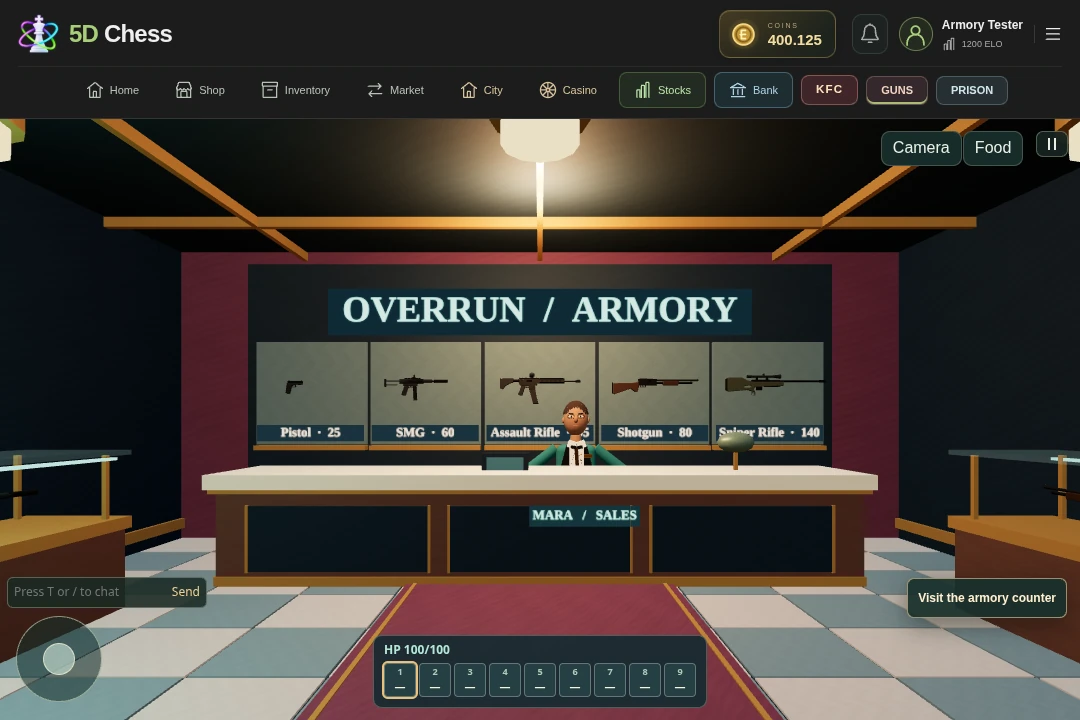 5D Chess
COINS
400.125
Armory Tester
1200 ELO
Home
Shop
Inventory
Market
City
Casino
Stocks
Bank
KFC
GUNS
PRISON
Camera
Food
OVERRUN / ARMORY
Pistol · 25
SMG · 60
Assault Rifle
Shotgun · 80
Sniper Rifle · 140
MARA / SALES
Press T or / to chat
Send
Visit the armory counter
HP 100/100
1 2 3 4 5 6 7 8 9
— — — — — — — — —